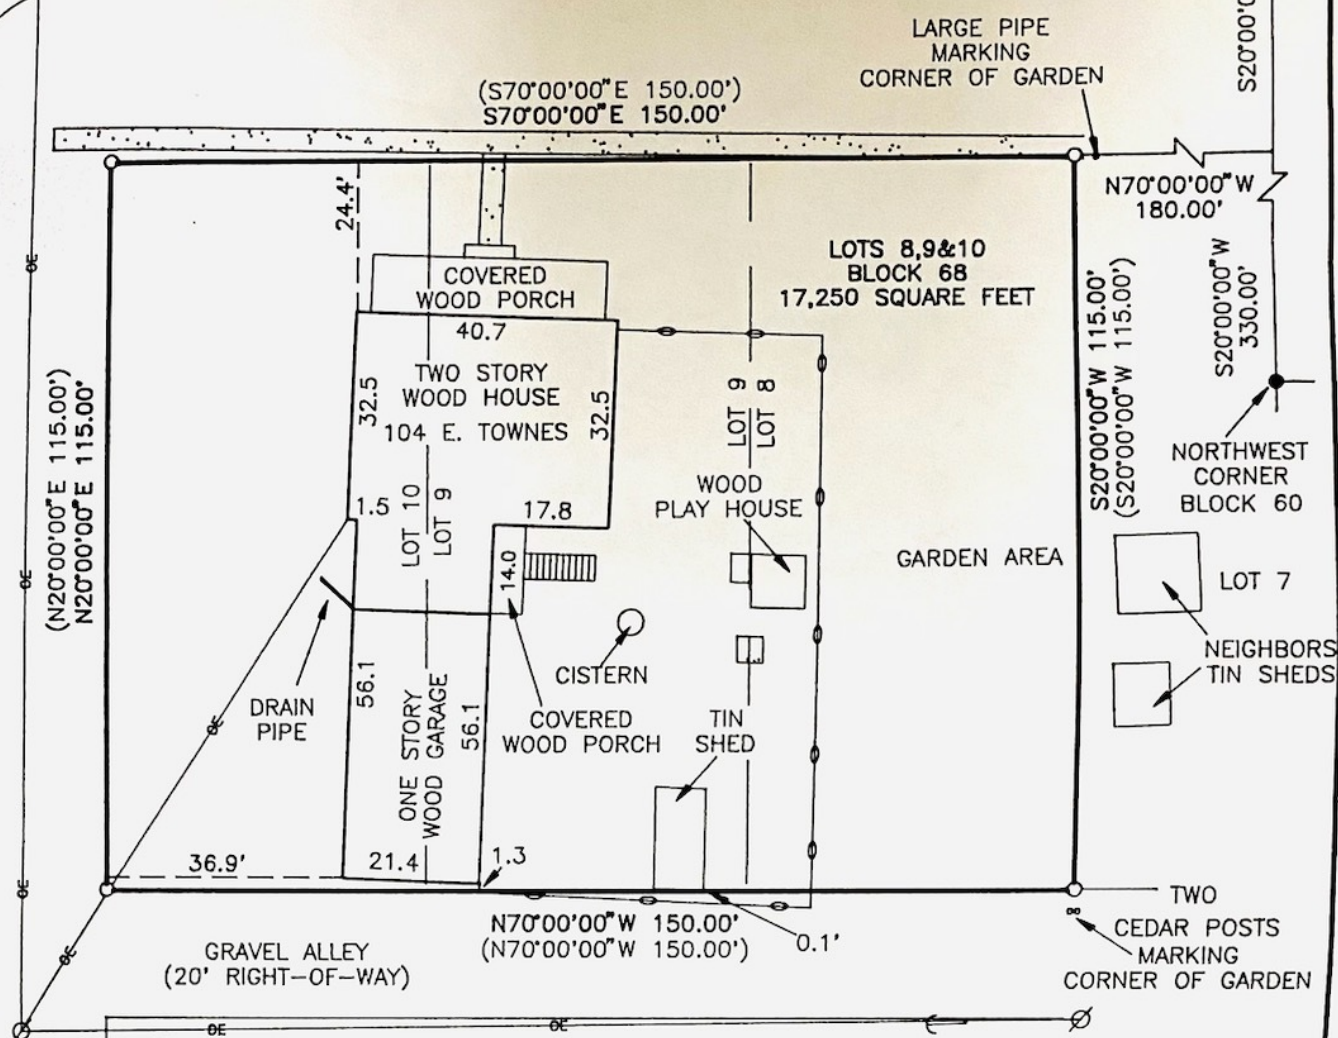 LARGE PIPE
MARKING
CORNER OF GARDEN
(S70°00'00"E 150.00')
S70°00'00"E 150.00'
N70°00'00"W
180.00'
24.4'
LOTS 8,9&10
BLOCK 68
17,250 SQUARE FEET
COVERED
WOOD PORCH
40.7
TWO STORY
WOOD HOUSE
104 E. TOWNES
32.5
32.5
1.5
17.8
LOT 10
LOT 9
LOT 9
LOT 8
WOOD
PLAY HOUSE
14.0
GARDEN AREA
(N20°00'00"E 115.00')
N20°00'00"E 115.00'
S20°00'00"W 115.00'
(S20°00'00"W 115.00')
S20°00'00"W
330.00'
NORTHWEST
CORNER
BLOCK 60
LOT 7
NEIGHBORS
TIN SHEDS
CISTERN
DRAIN
PIPE
56.1
ONE STORY
WOOD GARAGE
56.1
COVERED
WOOD PORCH
TIN
SHED
36.9'
21.4
1.3
N70°00'00"W 150.00'
(N70°00'00"W 150.00')
0.1'
GRAVEL ALLEY
(20' RIGHT-OF-WAY)
TWO
CEDAR POSTS
MARKING
CORNER OF GARDEN
OE
OE
OE
OE
OE
OE
OE